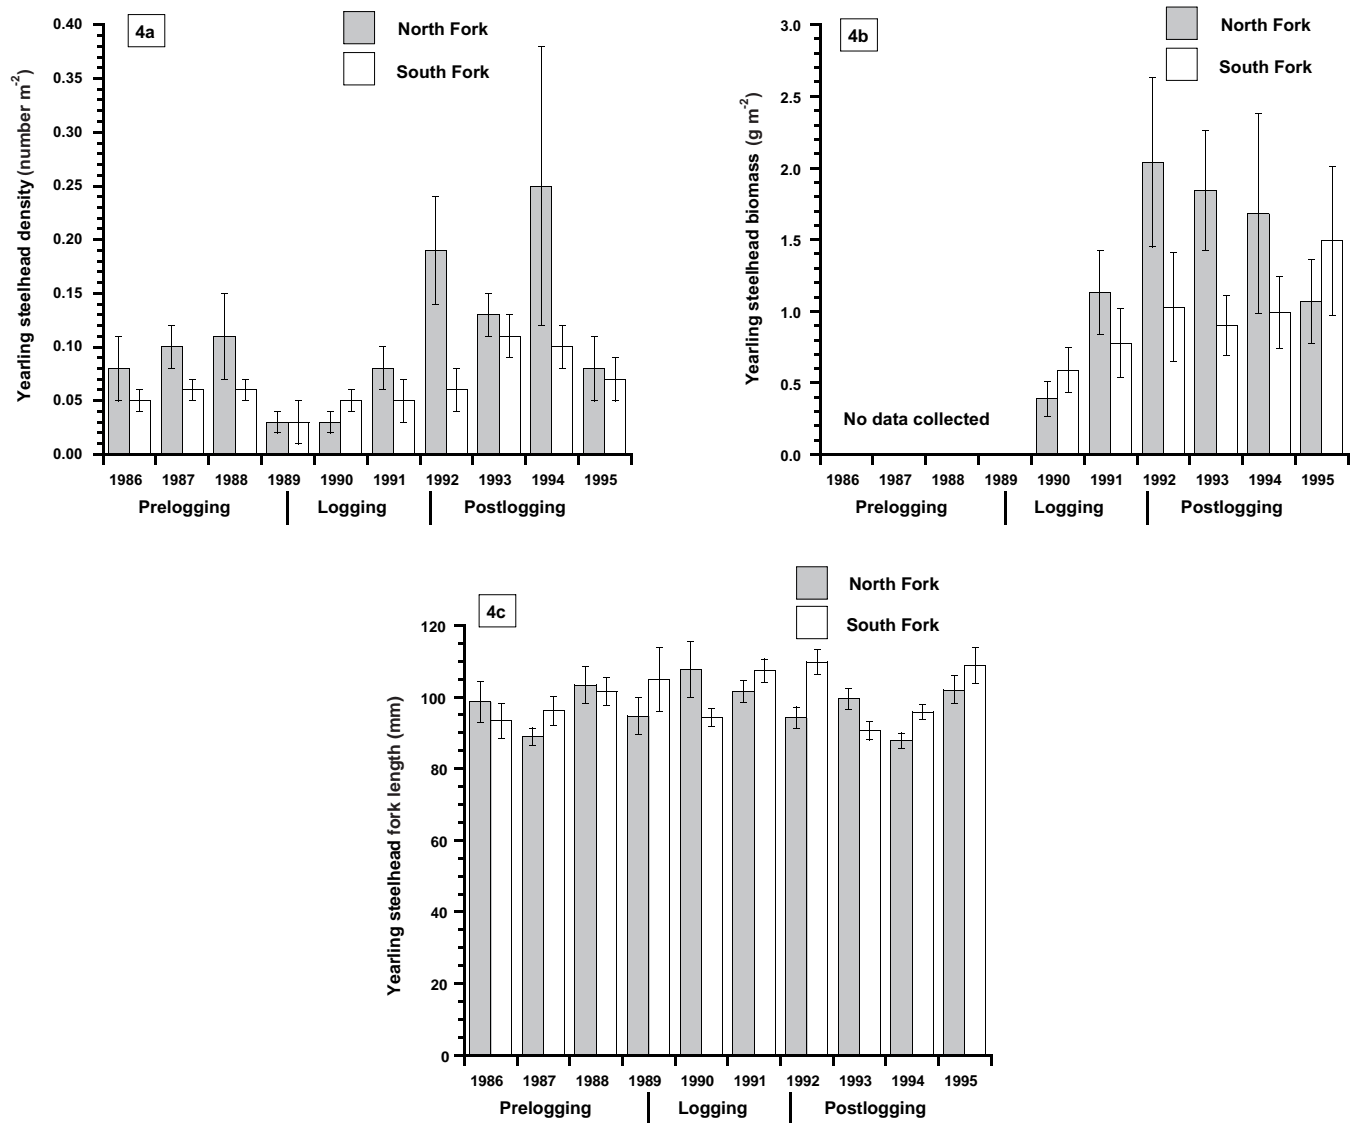 4a
North Fork
South Fork
Yearling steelhead density (number m-2)
0.40
0.35
0.30
0.25
0.20
0.15
0.10
0.05
0.00
1986 1987 1988 1989 1990 1991 1992 1993 1994 1995
Prelogging Logging Postlogging
4b
North Fork
South Fork
Yearling steelhead biomass (g m-2)
3.0
2.5
2.0
1.5
1.0
0.5
0.0
No data collected
1986 1987 1988 1989 1990 1991 1992 1993 1994 1995
Prelogging Logging Postlogging
4c
North Fork
South Fork
Yearling steelhead fork length (mm)
120
100
80
60
40
20
0
1986 1987 1988 1989 1990 1991 1992 1993 1994 1995
Prelogging Logging Postlogging